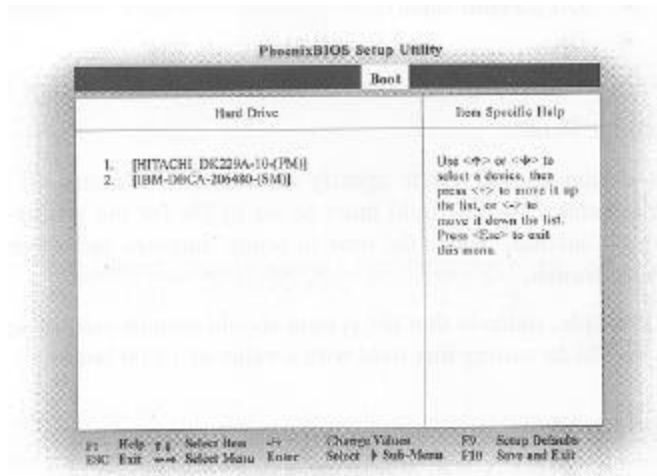 PhoenixBIOS Setup Utility
Boot
Hard Drive
Item Specific Help
1. [HITACHI DK229A-10-(PM)]
2. [IBM-DBCA-206480-(SM)]
Use <↑> or <↓> to
select a device, then
press <+> to move it up
the list, or <-> to
move it down the list.
Press <Esc> to exit
this menu.
F1 Help ↑↓ Select Item -/+ Change Values F9 Setup Defaults
ESC Exit ←→ Select Menu Enter Select ▶ Sub-Menu F10 Save and Exit